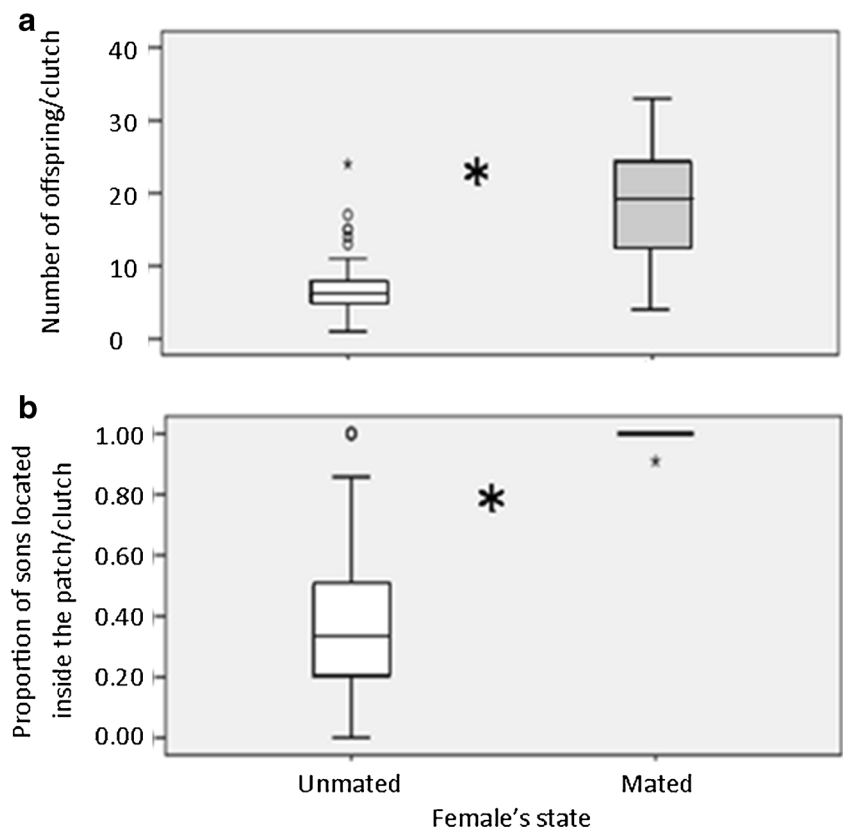 a
Number of offspring/clutch
40
30
20
10
0
b
Proportion of sons located
inside the patch/clutch
1.00
0.80
0.60
0.40
0.20
0.00
Unmated
Mated
Female's state